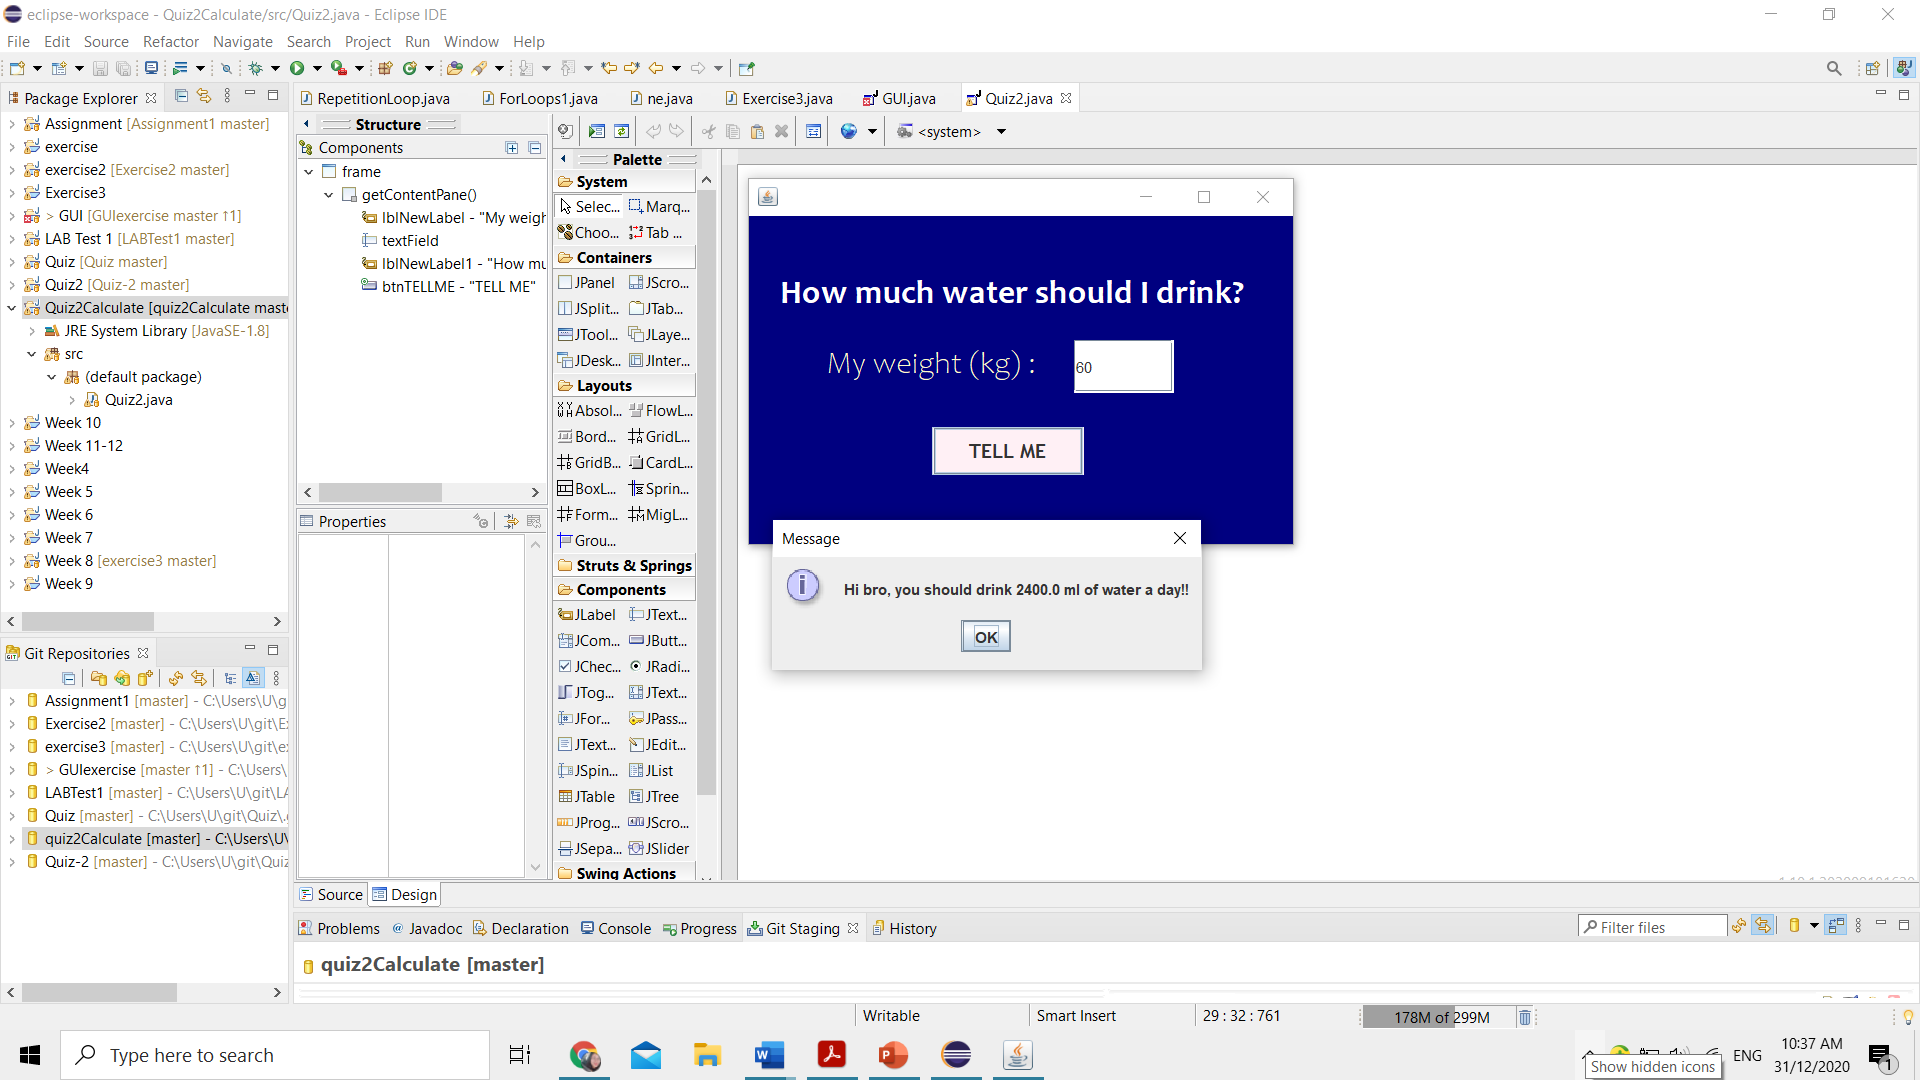 eclipse-workspace - Quiz2Calculate/src/Quiz2.java - Eclipse IDE
File Edit Source Refactor Navigate Search Project Run Window Help
Package Explorer
Assignment [Assignment1 master]
exercise
exercise2 [Exercise2 master]
Exercise3
> GUI [GUIexercise master ↑1]
LAB Test 1 [LABTest1 master]
Quiz [Quiz master]
Quiz2 [Quiz-2 master]
Quiz2Calculate [quiz2Calculate maste
JRE System Library [JavaSE-1.8]
src
(default package)
Quiz2.java
Week 10
Week 11-12
Week4
Week 5
Week 6
Week 7
Week 8 [exercise3 master]
Week 9
Git Repositories
Assignment1 [master] - C:\Users\U\g
Exercise2 [master] - C:\Users\U\git\E
exercise3 [master] - C:\Users\U\git\e
> GUIexercise [master ↑1] - C:\Users\
LABTest1 [master] - C:\Users\U\git\LA
Quiz [master] - C:\Users\U\git\Quiz\.
quiz2Calculate [master] - C:\Users\U\
Quiz-2 [master] - C:\Users\U\git\Quiz
RepetitionLoop.java ForLoops1.java ne.java Exercise3.java GUI.java Quiz2.java
Structure
Components
frame
getContentPane()
lblNewLabel - "My weigh
textField
lblNewLabel1 - "How mu
btnTELLME - "TELL ME"
Properties
<system>
Palette
System
Selec... Marq...
Choo... Tab ...
Containers
JPanel JScro...
JSplit... JTab...
JTool... JLaye...
JDesk... JInter...
Layouts
Absol... FlowL...
Bord... GridL...
GridB... CardL...
BoxL... Sprin...
Form... MigL...
Grou...
Struts & Springs
Components
JLabel JText...
JCom... JButt...
JChec... JRadi...
JTog... JText...
JFor... JPass...
JText... JEdit...
JSpin... JList
JTable JTree
JProg... JScro...
JSepa... JSlider
Swing Actions
How much water should I drink?
My weight (kg) : 60
TELL ME
Message
Hi bro, you should drink 2400.0 ml of water a day!!
OK
Source Design
Problems @ Javadoc Declaration Console Progress Git Staging History
Filter files
quiz2Calculate [master]
Writable Smart Insert 29 : 32 : 761 178M of 299M
Type here to search
ENG
10:37 AM
31/12/2020
1
Show hidden icons